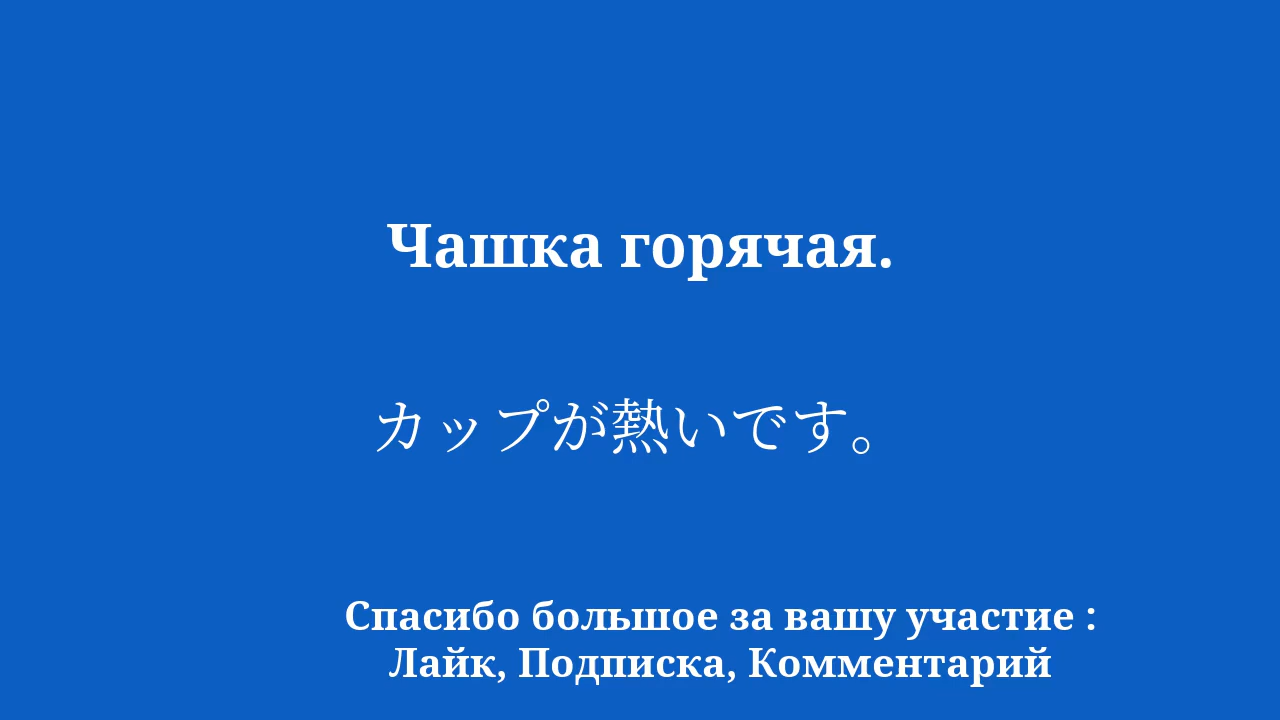 Чашка горячая.
カップが熱いです。
Спасибо большое за вашу участие :
Лайк, Подписка, Комментарий